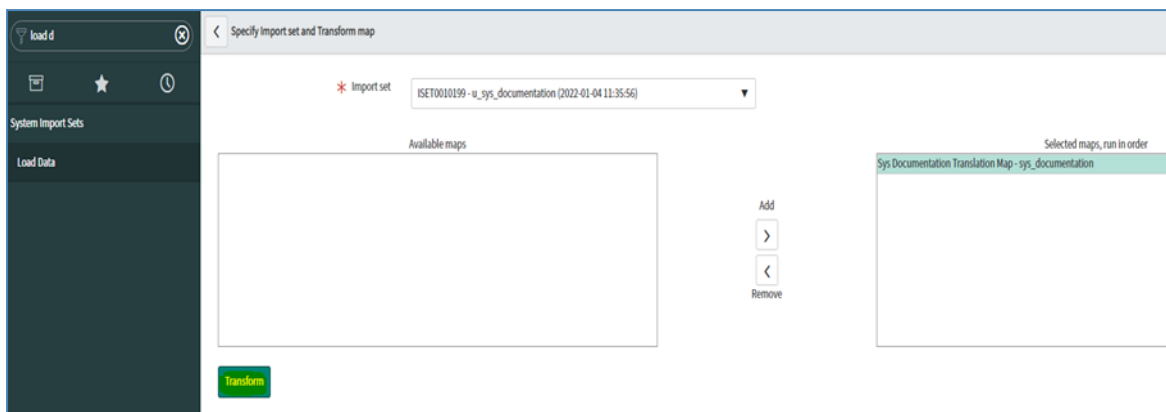 load d
System Import Sets
Load Data
Specify Import set and Transform map
Import set
ISET0010199 - u_sys_documentation (2022-01-04 11:35:56)
Available maps
Selected maps, run in order
Sys Documentation Translation Map - sys_documentation
Add
Remove
Transform